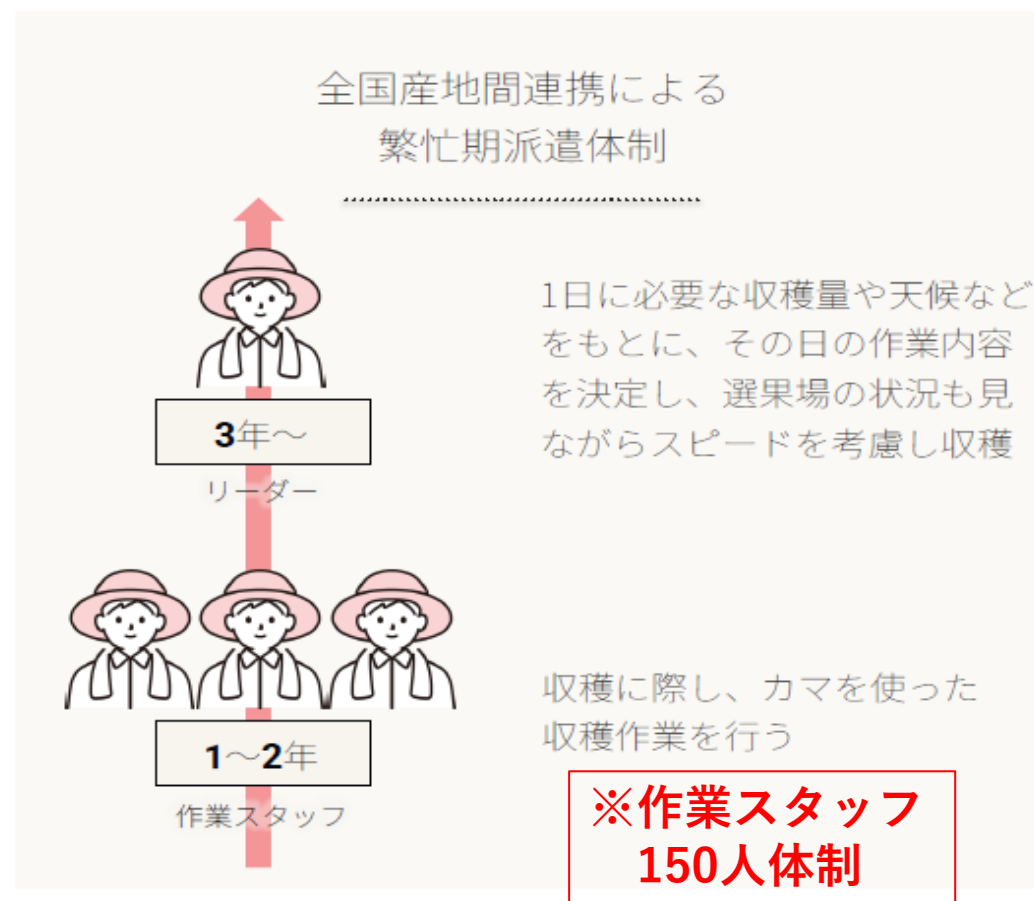 全国産地間連携による
繁忙期派遣体制
1日に必要な収穫量や天候など
をもとに、その日の作業内容
を決定し、選果場の状況も見
ながらスピードを考慮し収穫
3年～
リーダー
収穫に際し、カマを使った
収穫作業を行う
1～2年
作業スタッフ
※作業スタッフ
150人体制